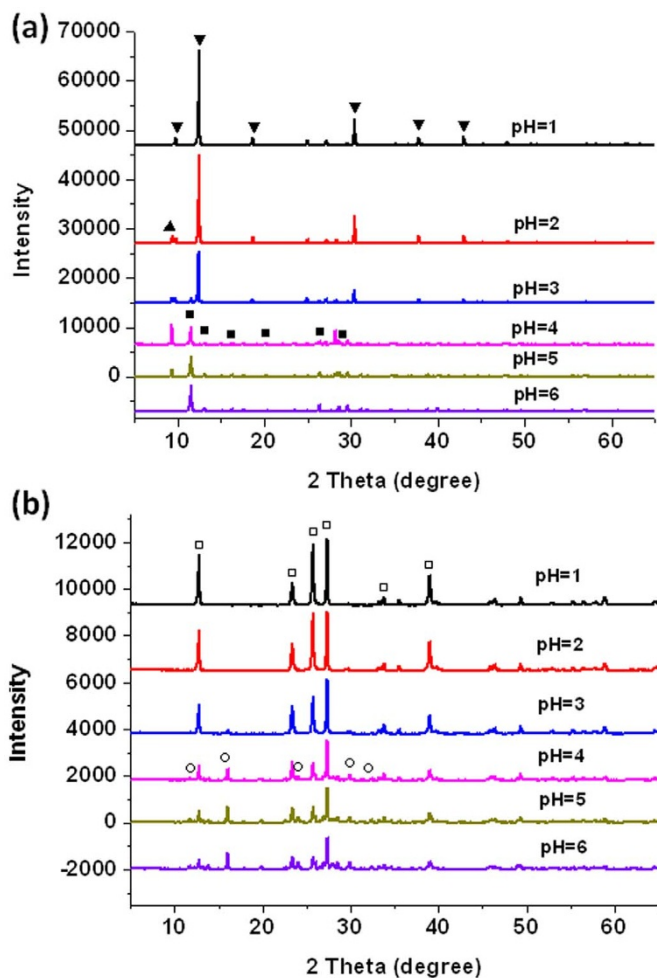 (a)
70000
60000
50000
40000
30000
20000
10000
0
Intensity
pH=1
pH=2
pH=3
pH=4
pH=5
pH=6
10 20 30 40 50 60
2 Theta (degree)
(b)
12000
10000
8000
6000
4000
2000
0
-2000
Intensity
pH=1
pH=2
pH=3
pH=4
pH=5
pH=6
10 20 30 40 50 60
2 Theta (degree)